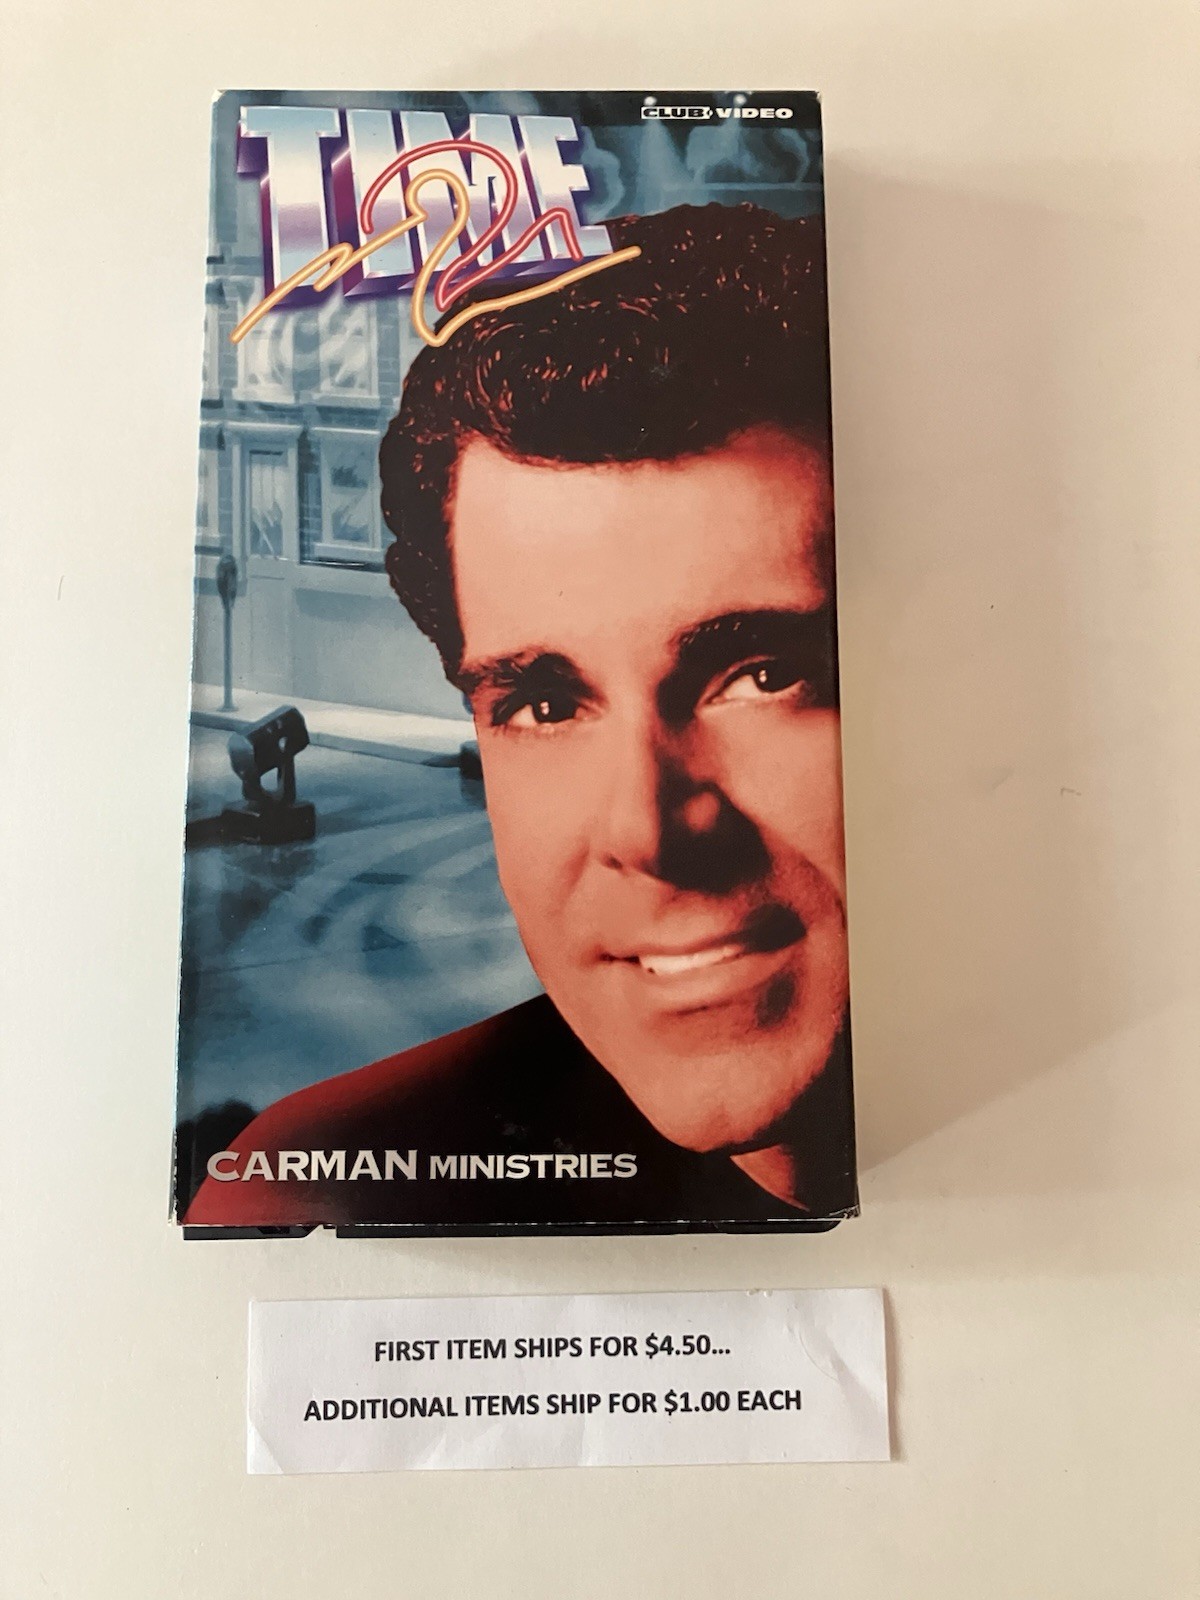 CLUB VIDEO
TIME
2
CARMAN MINISTRIES
FIRST ITEM SHIPS FOR $4.50...
ADDITIONAL ITEMS SHIP FOR $1.00 EACH